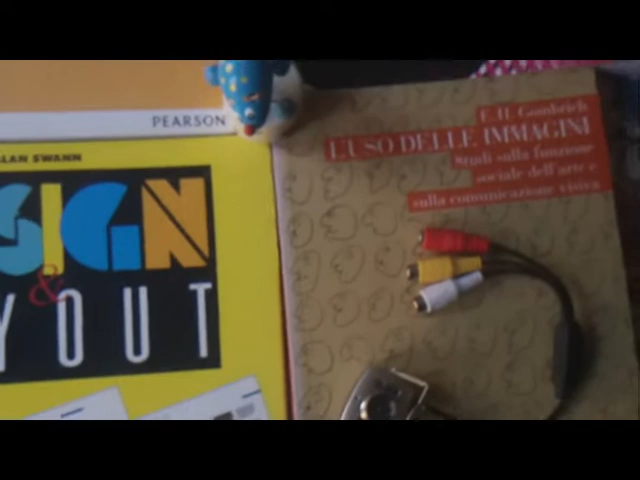 PEARSON
ALAN SWANN
SIGN
&
YOUT
E. H. Gombrich
L'USO DELLE IMMAGINI
Studi sulla funzione
sociale dell'arte e
sulla comunicazione visiva